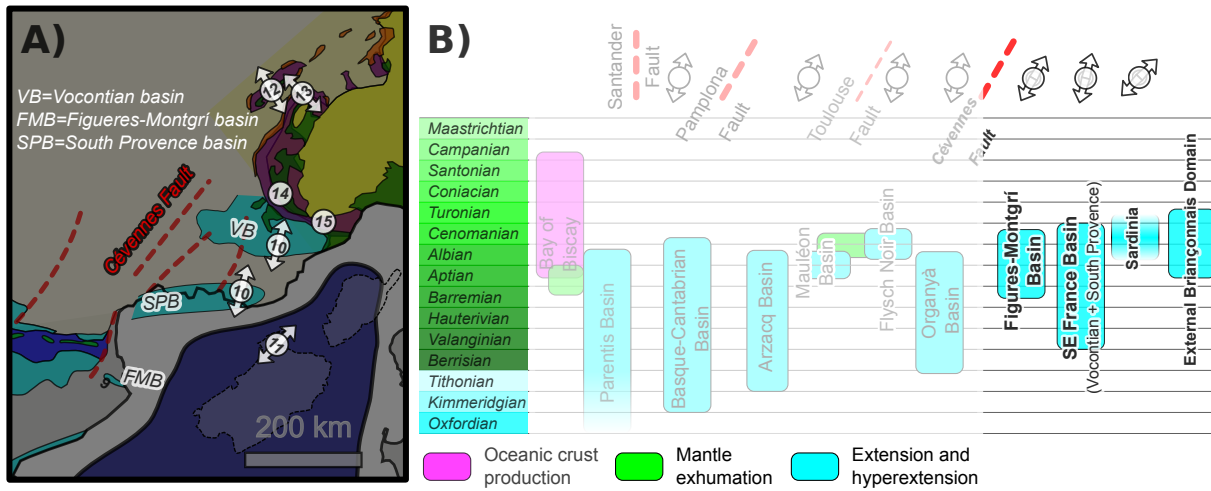 A)
VB=Vocontian basin
FMB=Figueres-Montgrí basin
SPB=South Provence basin
Cévennes Fault
12
13
14
15
VB
10
SPB
10
11
FMB
9
200 km
B)
Santander
Fault
Pamplona
Fault
Toulouse
Fault
Cévennes
Fault
Maastrichtian
Campanian
Santonian
Coniacian
Turonian
Cenomanian
Albian
Aptian
Barremian
Hauterivian
Valanginian
Berrisian
Tithonian
Kimmeridgian
Oxfordian
Bay of
Biscay
Parentis Basin
Basque-Cantabrian
Basin
Arzacq Basin
Mauléon
Basin
Flysch Noir Basin
Organyà
Basin
Figures-Montgrí
Basin
SE France Basin
(Vocontian + South Provence)
Sardinia
External Briançonnais Domain
Oceanic crust
production
Mantle
exhumation
Extension and
hyperextension